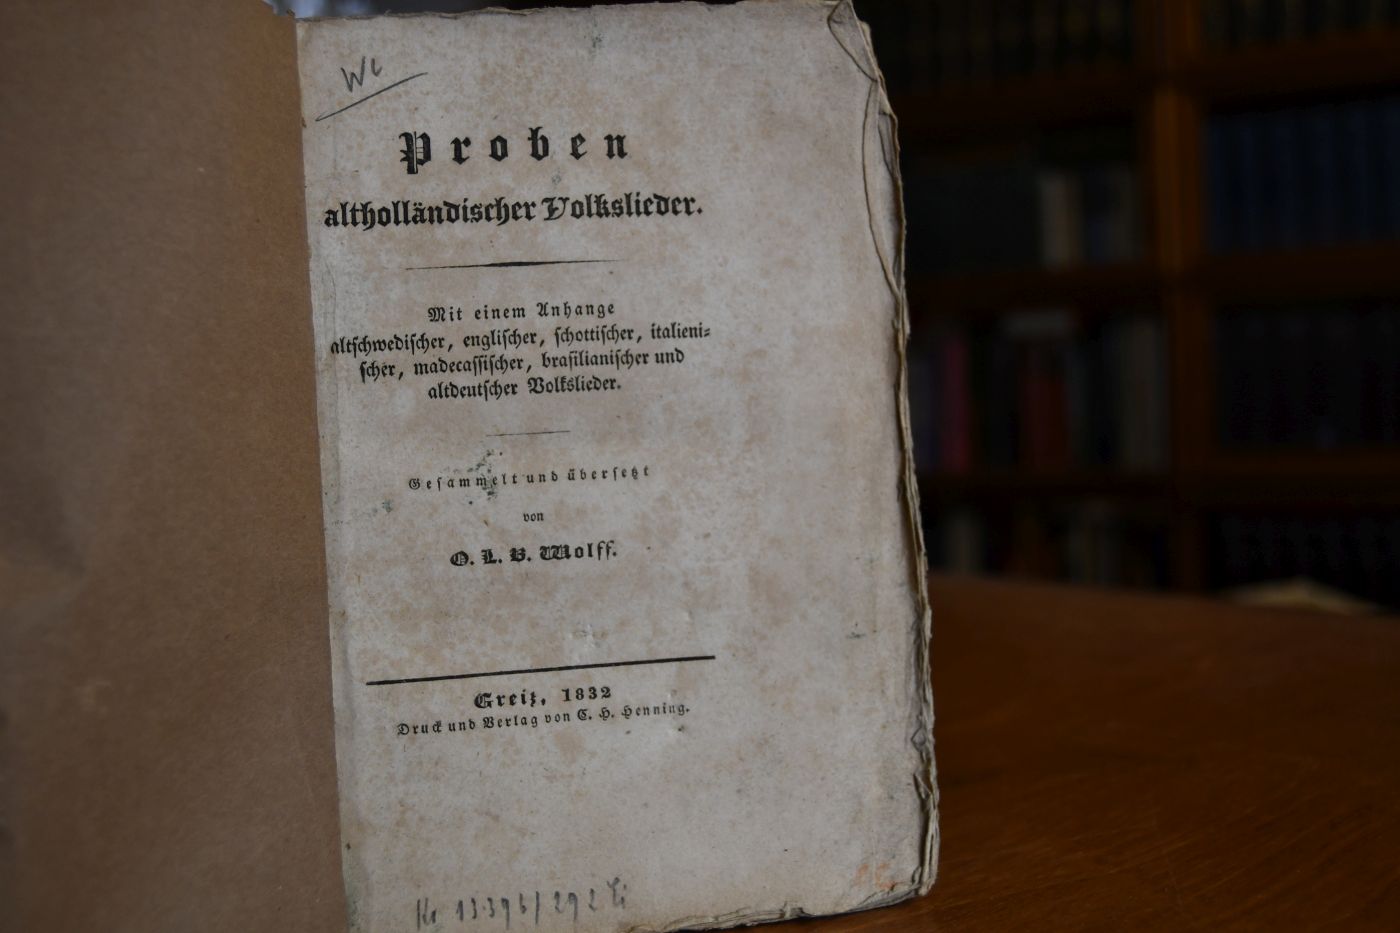 Proben
altholländischer Volkslieder.
Mit einem Anhange
altschwedischer, englischer, schottischer, italieni-
scher, madecassischer, brasilianischer und
altdeutscher Volkslieder.
Gesammelt und übersetzt
von
O. L. B. Wolff.
Greiz, 1832
Druck und Verlag von C. H. Henning.